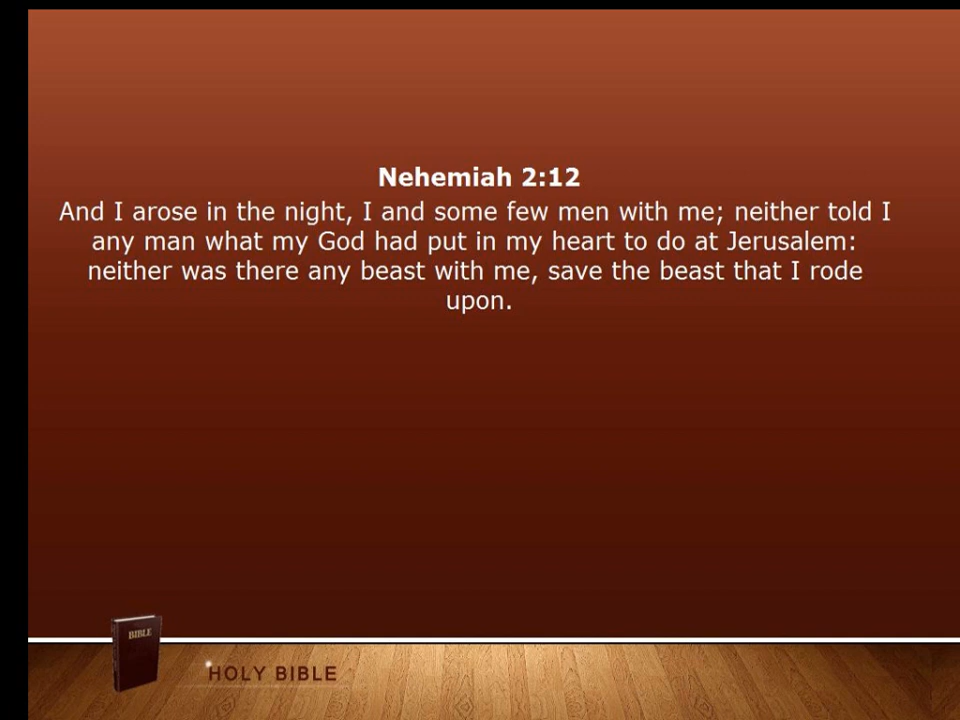 Nehemiah 2:12
And I arose in the night, I and some few men with me; neither told I
any man what my God had put in my heart to do at Jerusalem:
neither was there any beast with me, save the beast that I rode
upon.
BIBLE
HOLY BIBLE